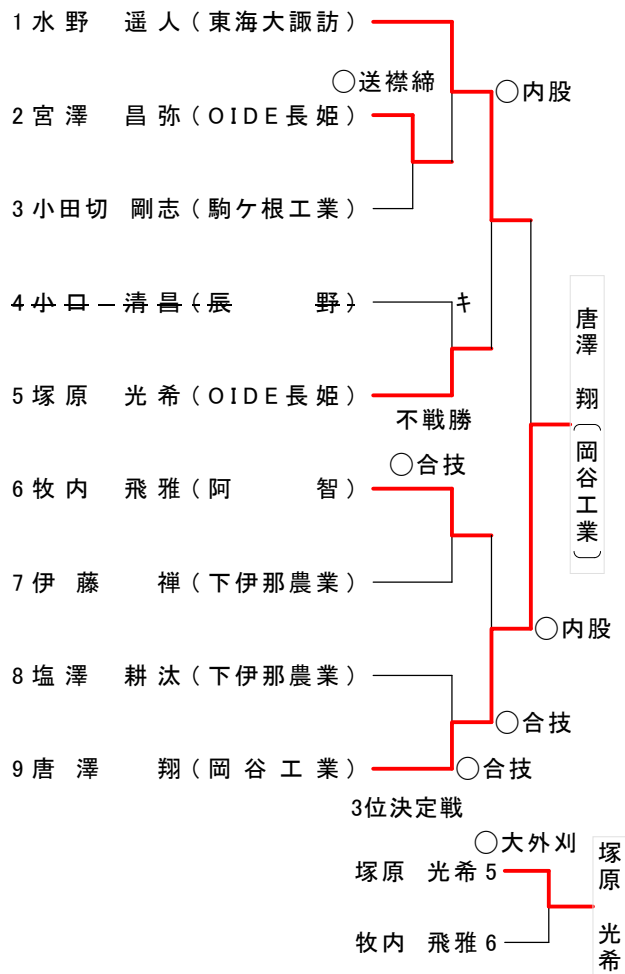 1 水野 遥人(東海大諏訪)
○送襟締
○内股
2 宮澤 昌弥(OIDE長姫)
3 小田切 剛志(駒ケ根工業)
4 小口 清昌(辰 野)
キ
5 塚原 光希(OIDE長姫)
不戦勝
唐澤 翔(岡谷工業)
○合技
6 牧内 飛雅(阿 智)
7 伊藤 禅(下伊那農業)
○内股
8 塩澤 耕汰(下伊那農業)
○合技
9 唐澤 翔(岡谷工業)
○合技
3位決定戦
○大外刈
塚原 光希 5
塚原 光希
牧内 飛雅 6